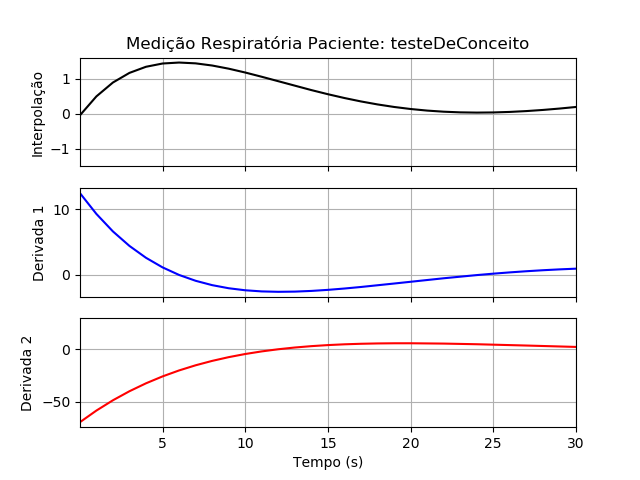 Medição Respiratória Paciente: testeDeConceito
Interpolação
1
0
−1
Derivada 1
10
0
Derivada 2
0
−50
5 10 15 20 25 30
Tempo (s)